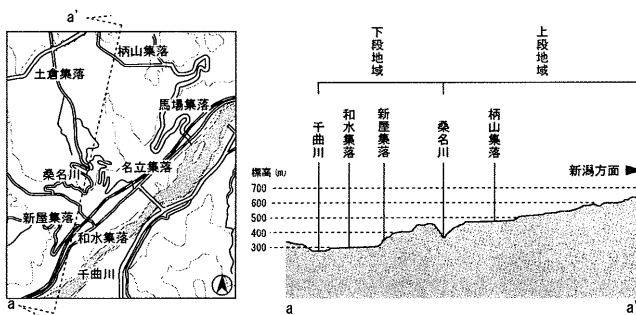 a'
柄山集落
土倉集落
馬場集落
名立集落
桑名川
新屋集落
和水集落
千曲川
a
下段地域
上段地域
千曲川
和水集落
新屋集落
桑名川
柄山集落
標高(m)
新潟方面
700
600
500
400
300
a
a'